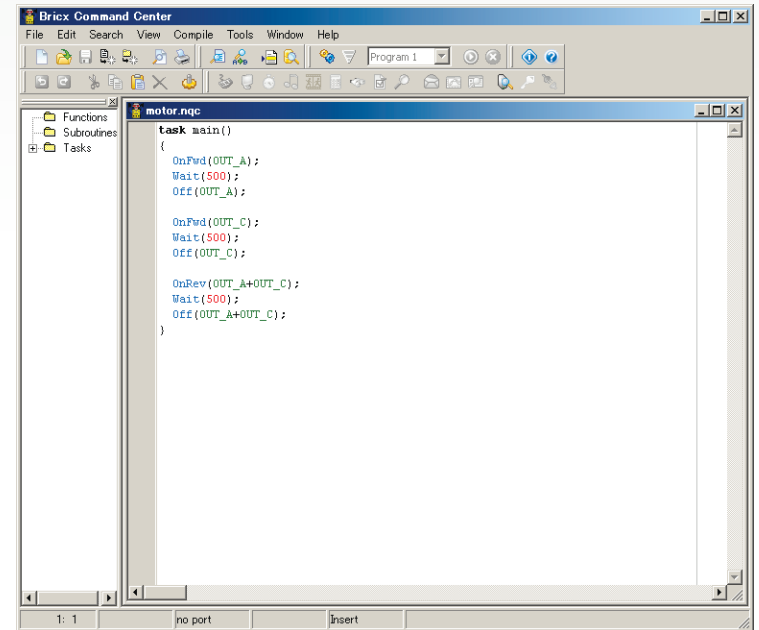 Bricx Command Center
File Edit Search View Compile Tools Window Help
Program 1
Functions
Subroutines
Tasks
motor.nqc
task main()
{
OnFwd(OUT_A);
Wait(500);
Off(OUT_A);
OnFwd(OUT_C);
Wait(500);
Off(OUT_C);
OnRev(OUT_A+OUT_C);
Wait(500);
Off(OUT_A+OUT_C);
}
1: 1 no port Insert